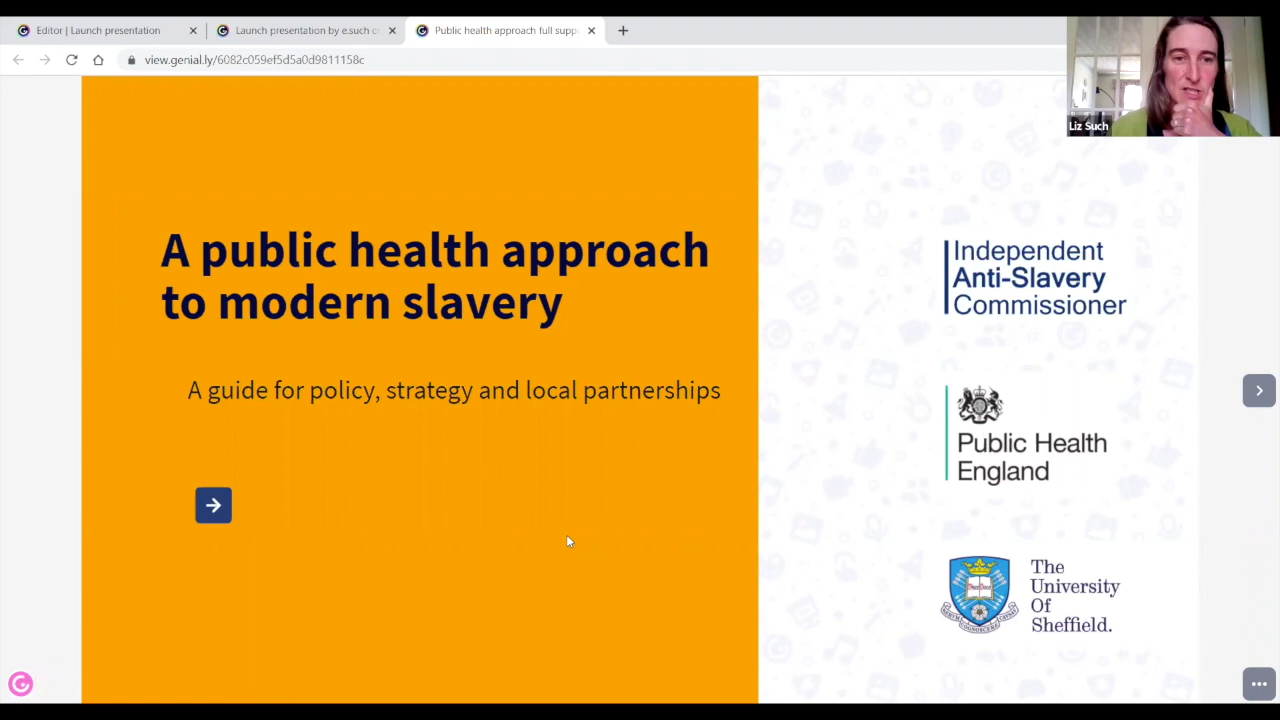 Editor | Launch presentation
Launch presentation by e.such c
Public health approach full supp
view.genial.ly/6082c059ef5d5a0d9811158c
Liz Such
A public health approach
to modern slavery
A guide for policy, strategy and local partnerships
Independent
Anti-Slavery
Commissioner
Public Health
England
The
University
Of
Sheffield.